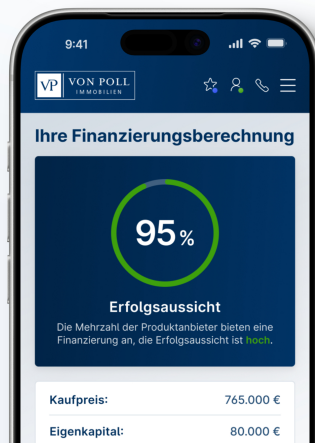 9:41
VP VON POLL
IMMOBILIEN
Ihre Finanzierungsberechnung
95 %
Erfolgsaussicht
Die Mehrzahl der Produktanbieter bieten eine
Finanzierung an, die Erfolgsaussicht ist hoch.
Kaufpreis: 765.000 €
Eigenkapital: 80.000 €